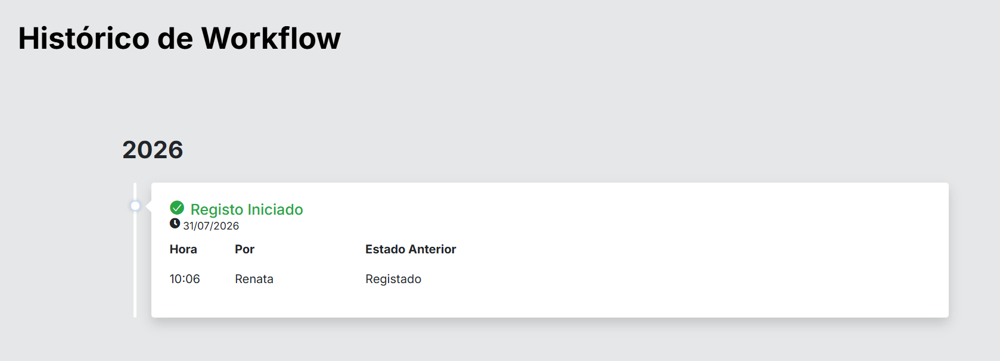 Histórico de Workflow
2026
Registo Iniciado
31/07/2026
Hora Por Estado Anterior
10:06 Renata Registado